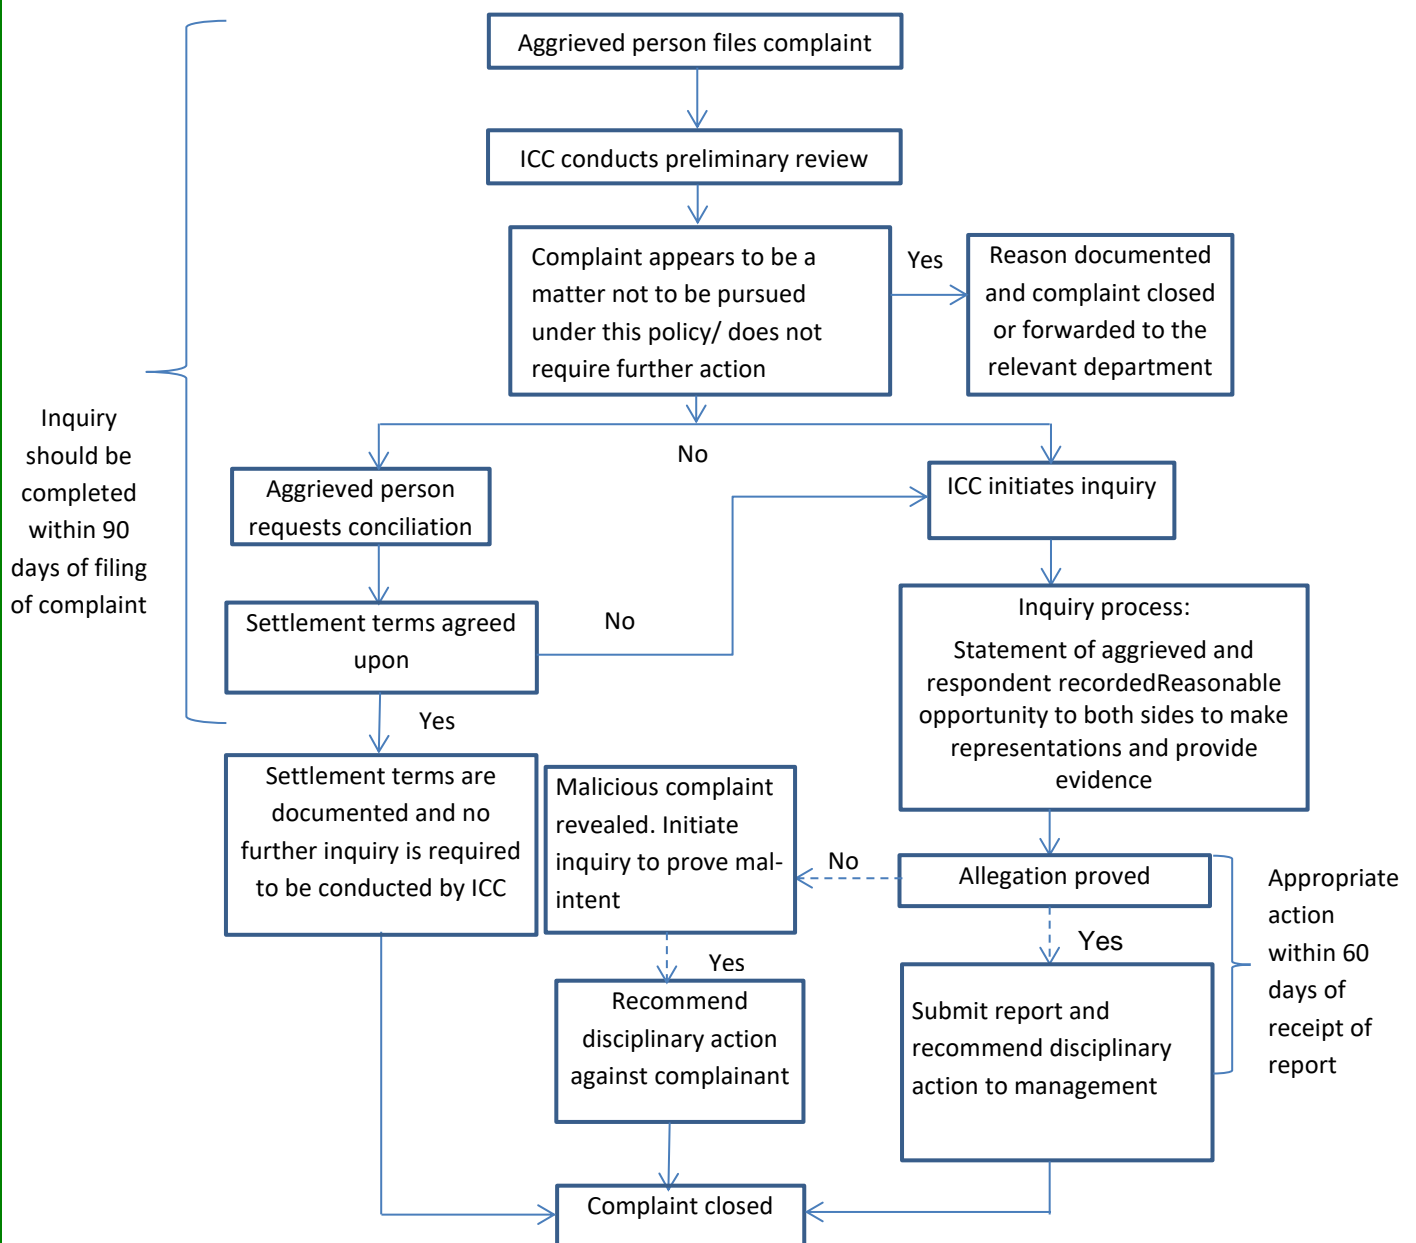 Aggrieved person files complaint
ICC conducts preliminary review
Complaint appears to be a
matter not to be pursued
under this policy/ does not
require further action
Yes
Reason documented
and complaint closed
or forwarded to the
relevant department
Inquiry
should be
completed
within 90
days of filing
of complaint
No
Aggrieved person
requests conciliation
ICC initiates inquiry
Settlement terms agreed
upon
No
Inquiry process:
Statement of aggrieved and
respondent recordedReasonable
opportunity to both sides to make
representations and provide
evidence
Yes
Settlement terms are
documented and no
further inquiry is required
to be conducted by ICC
Malicious complaint
revealed. Initiate
inquiry to prove mal-
intent
No
Allegation proved
Appropriate
action
within 60
days of
receipt of
report
Yes
Yes
Recommend
disciplinary action
against complainant
Submit report and
recommend disciplinary
action to management
Complaint closed